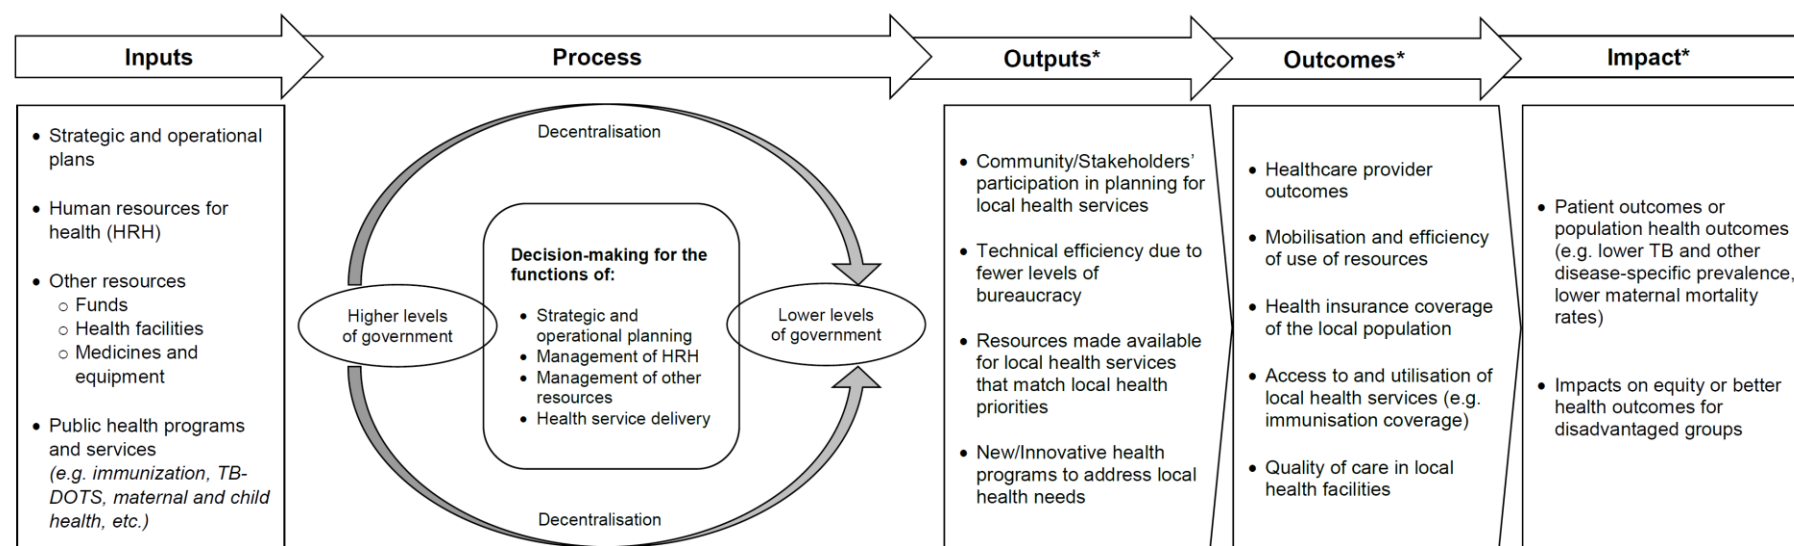 Inputs
Process
Outputs*
Outcomes*
Impact*
• Strategic and operational
plans
• Human resources for
health (HRH)
• Other resources
o Funds
o Health facilities
o Medicines and
equipment
• Public health programs
and services
(e.g. immunization, TB-
DOTS, maternal and child
health, etc.)
Decentralisation
Higher levels
of government
Decision-making for the
functions of:
• Strategic and
operational planning
• Management of HRH
• Management of other
resources
• Health service delivery
Lower levels
of government
Decentralisation
• Community/Stakeholders’
participation in planning for
local health services
• Technical efficiency due to
fewer levels of
bureaucracy
• Resources made available
for local health services
that match local health
priorities
• New/Innovative health
programs to address local
health needs
• Healthcare provider
outcomes
• Mobilisation and efficiency
of use of resources
• Health insurance coverage
of the local population
• Access to and utilisation of
local health services (e.g.
immunisation coverage)
• Quality of care in local
health facilities
• Patient outcomes or
population health outcomes
(e.g. lower TB and other
disease-specific prevalence,
lower maternal mortality
rates)
• Impacts on equity or better
health outcomes for
disadvantaged groups